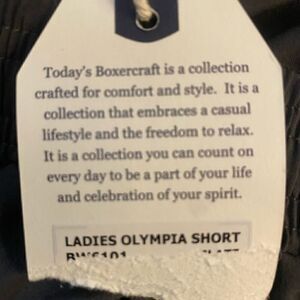 Today's Boxercraft is a collection
crafted for comfort and style. It is a
collection that embraces a casual
lifestyle and the freedom to relax.
It is a collection you can count on
every day to be a part of your life
and celebration of your spirit.
LADIES OLYMPIA SHORT
BW6101